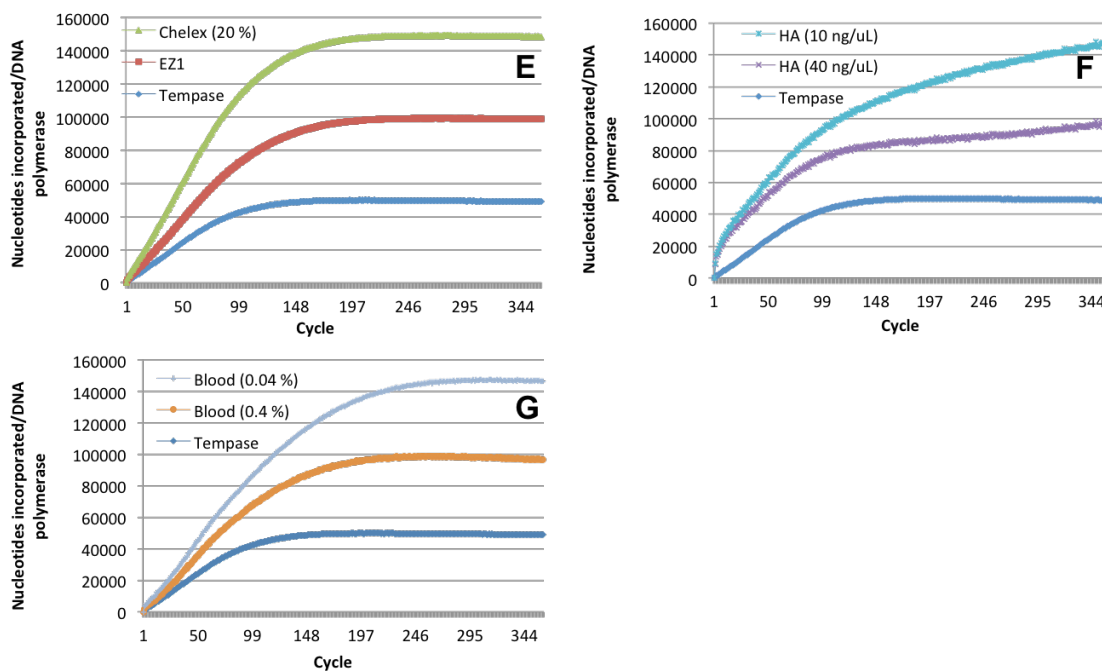 160000
140000
120000
100000
80000
60000
40000
20000
0
Nucleotides incorporated/DNA
polymerase
Chelex (20 %)
EZ1
Tempase
E
1 50 99 148 197 246 295 344
Cycle
160000
140000
120000
100000
80000
60000
40000
20000
0
Nucleotides incorporated/DNA
polymerase
HA (10 ng/uL)
HA (40 ng/uL)
Tempase
F
1 50 99 148 197 246 295 344
Cycle
160000
140000
120000
100000
80000
60000
40000
20000
0
Nucleotides incorporated/DNA
polymerase
Blood (0.04 %)
Blood (0.4 %)
Tempase
G
1 50 99 148 197 246 295 344
Cycle